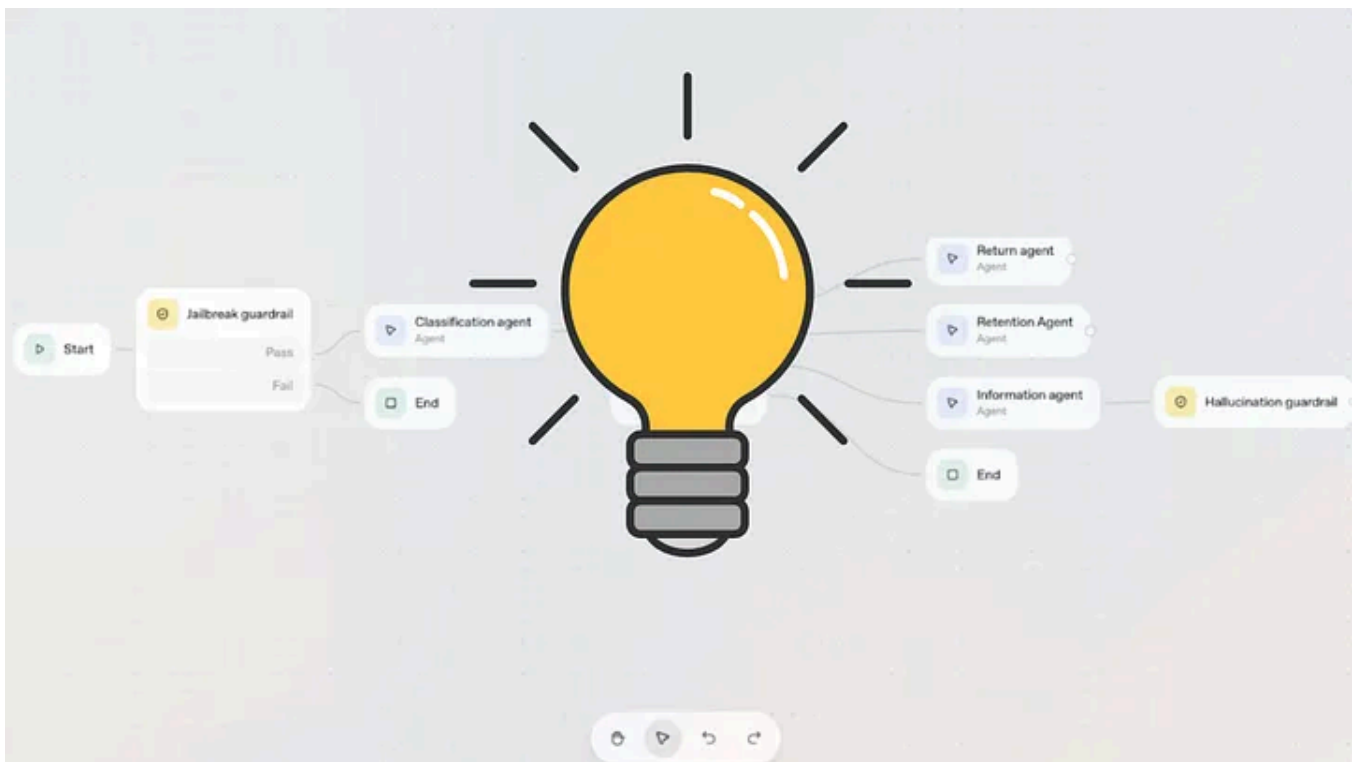 Start
Jailbreak guardrail
Pass
Fail
Classification agent
Agent
End
Return agent
Agent
Retention Agent
Agent
Information agent
Agent
End
Hallucination guardrail